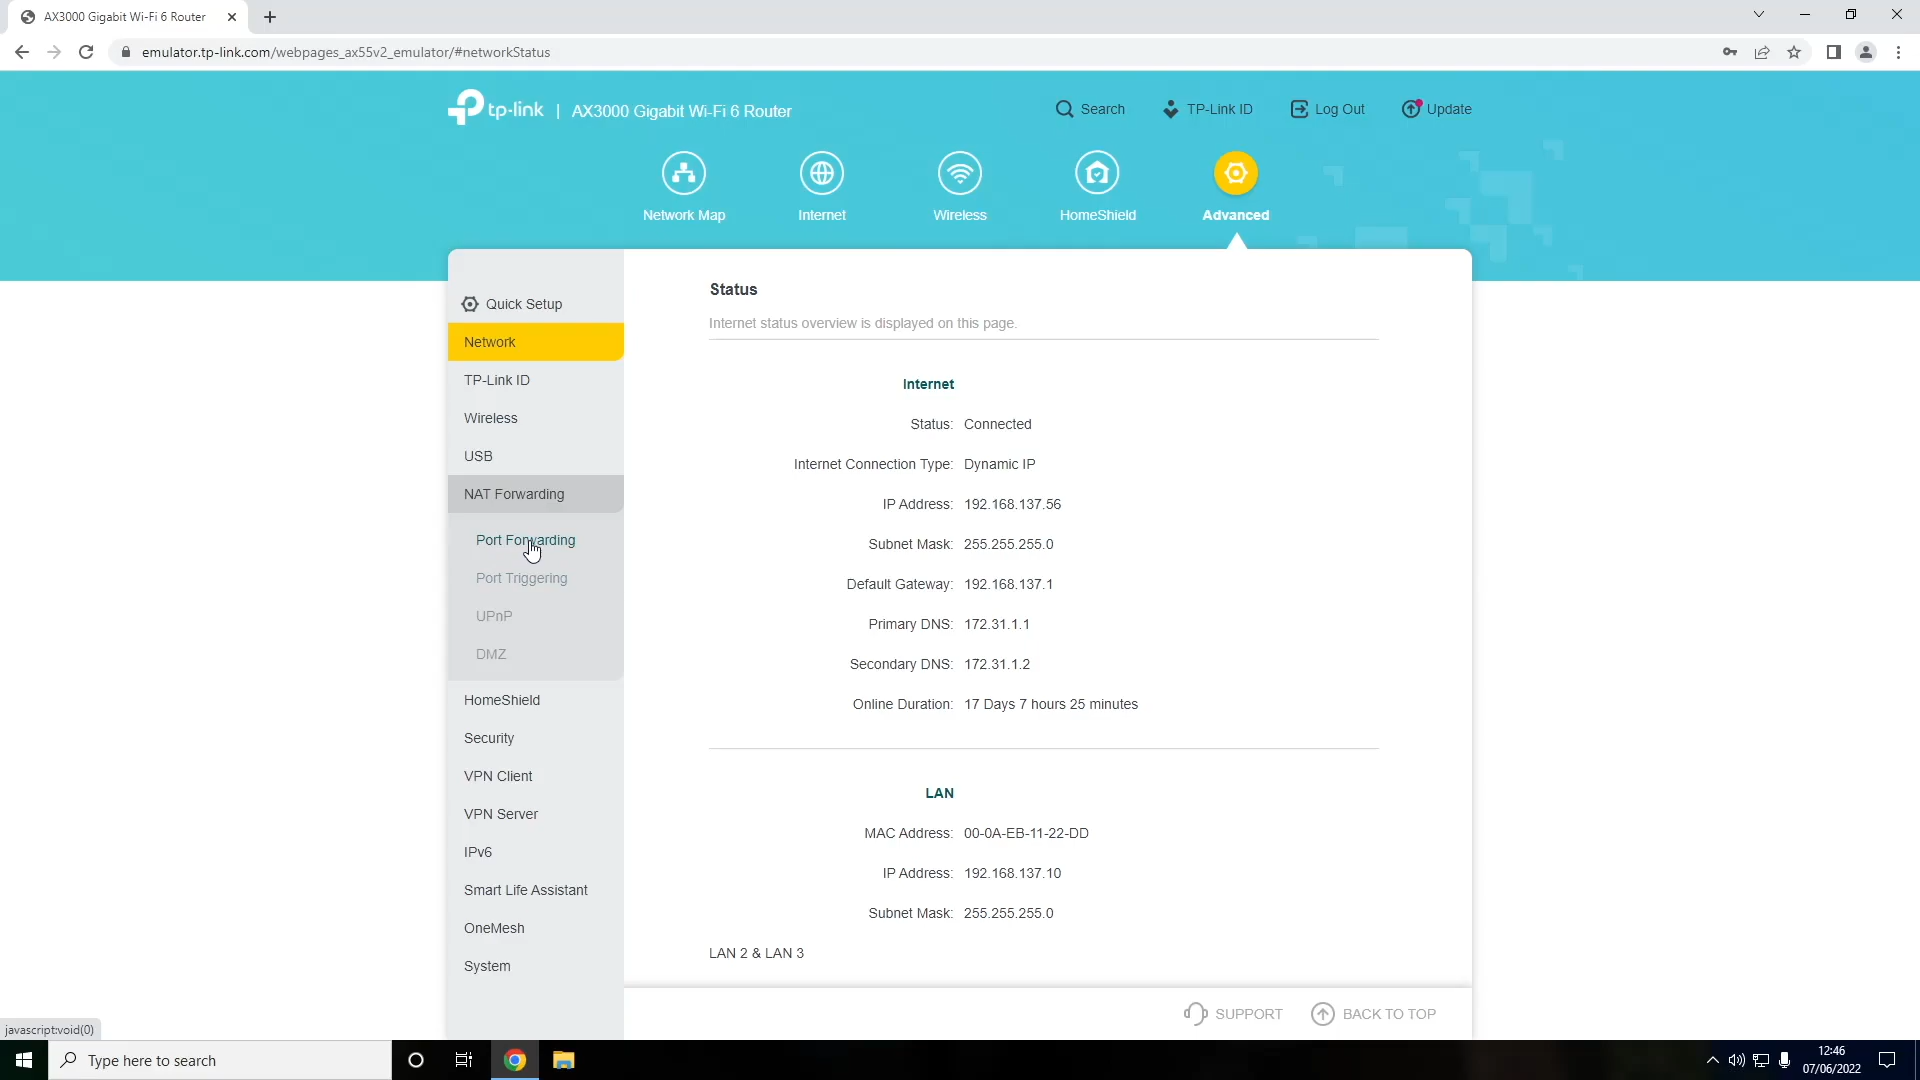 AX3000 Gigabit Wi-Fi 6 Router
emulator.tp-link.com/webpages_ax55v2_emulator/#networkStatus
tp-link | AX3000 Gigabit Wi-Fi 6 Router
Search
TP-Link ID
Log Out
Update
Network Map
Internet
Wireless
HomeShield
Advanced
Quick Setup
Network
TP-Link ID
Wireless
USB
NAT Forwarding
Port Forwarding
Port Triggering
UPnP
DMZ
HomeShield
Security
VPN Client
VPN Server
IPv6
Smart Life Assistant
OneMesh
System
Status
Internet status overview is displayed on this page.
Internet
Status: Connected
Internet Connection Type: Dynamic IP
IP Address: 192.168.137.56
Subnet Mask: 255.255.255.0
Default Gateway: 192.168.137.1
Primary DNS: 172.31.1.1
Secondary DNS: 172.31.1.2
Online Duration: 17 Days 7 hours 25 minutes
LAN
MAC Address: 00-0A-EB-11-22-DD
IP Address: 192.168.137.10
Subnet Mask: 255.255.255.0
LAN 2 & LAN 3
SUPPORT
BACK TO TOP
javascript:void(0)
Type here to search
12:46
07/06/2022